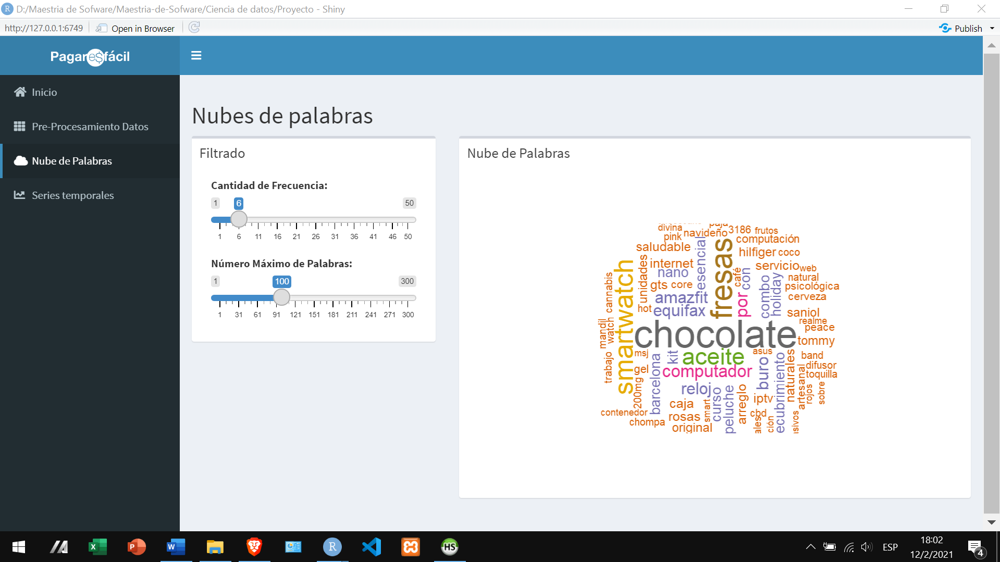 D:/Maestria de Sofware/Maestria-de-Sofware/Ciencia de datos/Proyecto - Shiny
http://127.0.0.1:6749
Open in Browser
Publish
Pagares$fácil
Inicio
Pre-Procesamiento Datos
Nube de Palabras
Series temporales
Nubes de palabras
Filtrado
Cantidad de Frecuencia:
1 6 50
1 6 11 16 21 26 31 36 41 46 50
Número Máximo de Palabras:
1 100 300
1 31 61 91 121 151 181 211 241 271 300
Nube de Palabras
divina
paja
pink
navideño
3186
frutos
saludable
computación
hilfiger
coco
internet
esencial
fresas
servicio
web
nano
unidades
café
con
natural
gts
core
psicológica
cannabis
smartwatch
amazfit
por
combo
holiday
cerveza
hot
equifax
saniol
realme
mandil
watch
chocolate
peace
tommy
msj
kit
aceite
asus
band
trabajo
gel
barcelona
computador
buro
ecubrimiento
naturales
difusor
toquilla
200mg
reloj
artesanal
rojos
sobre
caja
smart
curso
peluche
arreglo
iptv
contenedor
rosas
cbd
chompa
original
ales
ción
sivos
18:02
ESP
12/2/2021
4